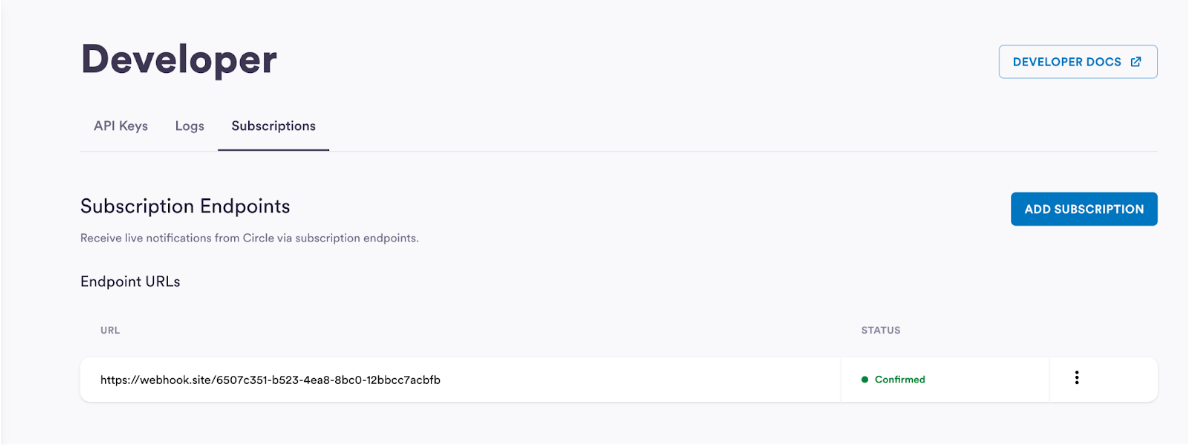 Developer
DEVELOPER DOCS
API Keys Logs Subscriptions
Subscription Endpoints
ADD SUBSCRIPTION
Receive live notifications from Circle via subscription endpoints.
Endpoint URLs
URL STATUS
https://webhook.site/6507c351-b523-4ea8-8bc0-12bbcc7acbfb Confirmed